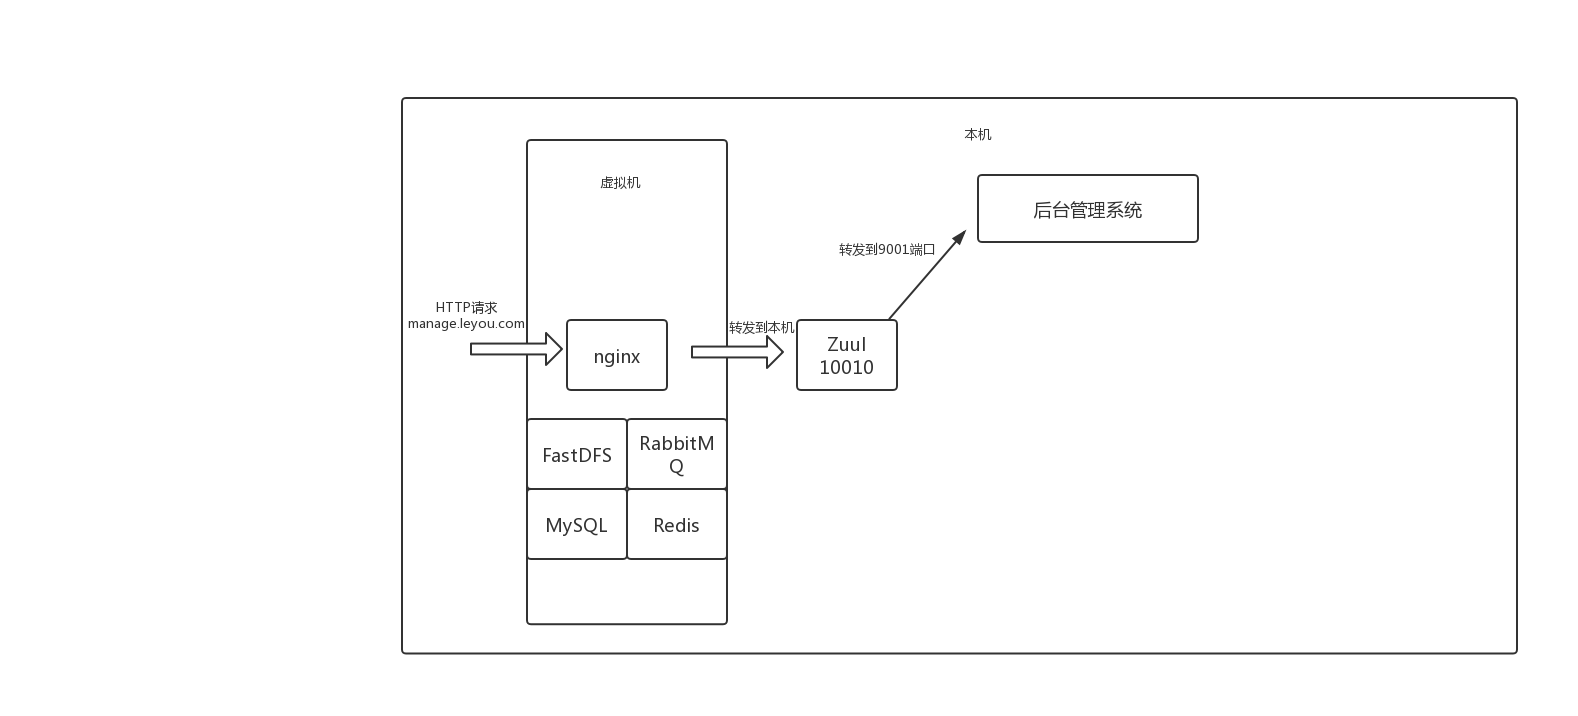 本机
虚拟机
后台管理系统
转发到9001端口
HTTP请求
manage.leyou.com
nginx
转发到本机
Zuul
10010
FastDFS
RabbitM
Q
MySQL
Redis